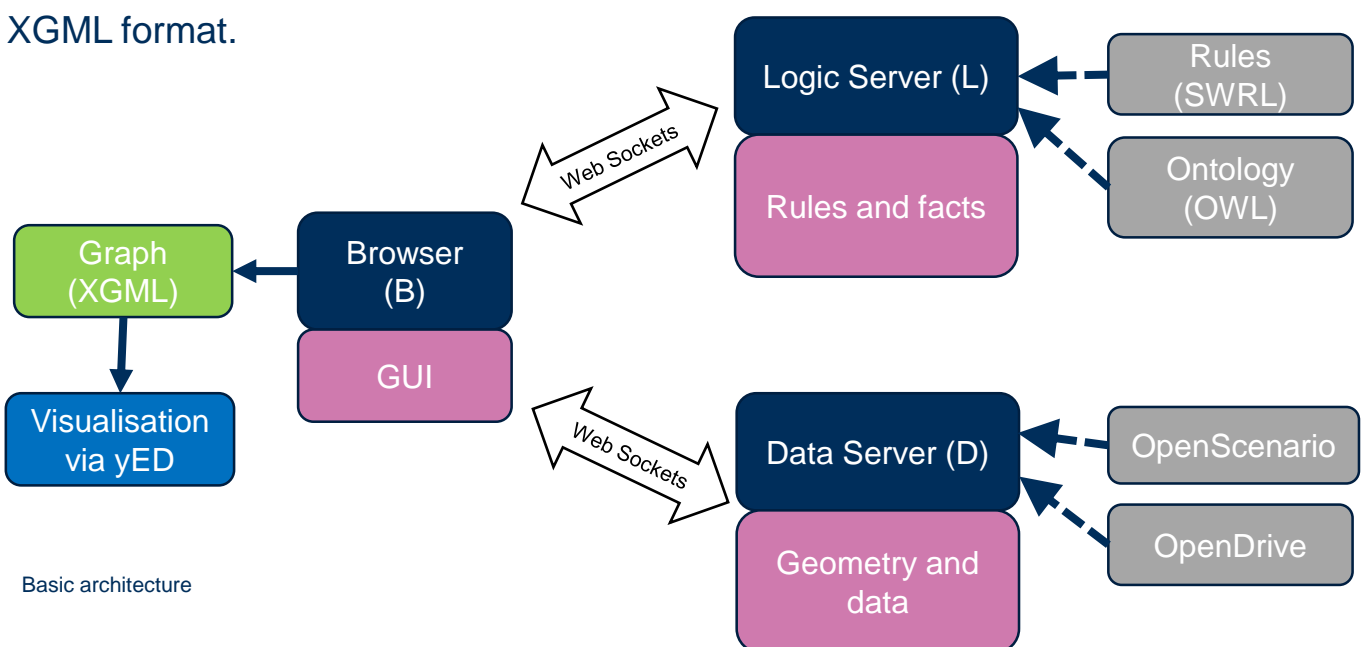 XGML format.
Logic Server (L)
Rules and facts
Rules
(SWRL)
Ontology
(OWL)
Web Sockets
Graph
(XGML)
Browser
(B)
GUI
Visualisation
via yED
Web Sockets
Data Server (D)
Geometry and
data
OpenScenario
OpenDrive
Basic architecture